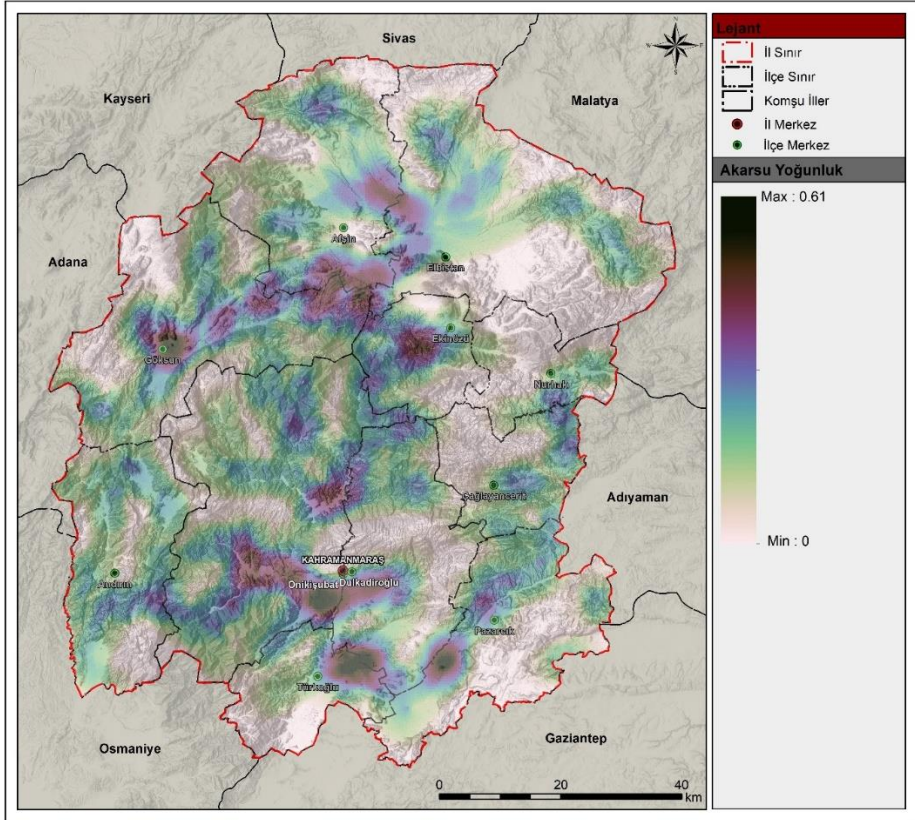 Sivas
Kayseri
Malatya
Adana
Afşin
Elbistan
Ekinözü
Göksun
Nurhak
Çağlayancerit
Adıyaman
KAHRAMANMARAŞ
Onikişubat
Dulkadiroğlu
Andırın
Pazarcık
Türkoğlu
Osmaniye
Gaziantep
0 20 40
km
Lejant
İl Sınır
İlçe Sınır
Komşu İller
İl Merkez
İlçe Merkez
Akarsu Yoğunluk
Max : 0.61
Min : 0